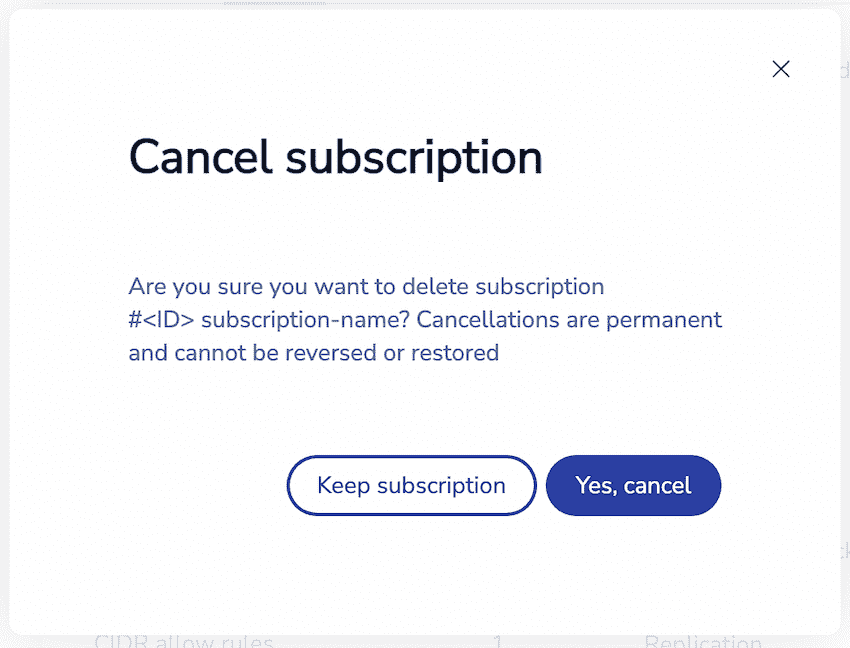 Cancel subscription
Are you sure you want to delete subscription
#<ID> subscription-name? Cancellations are permanent
and cannot be reversed or restored
Keep subscription
Yes, cancel
CIDR allow rules
1
Replication